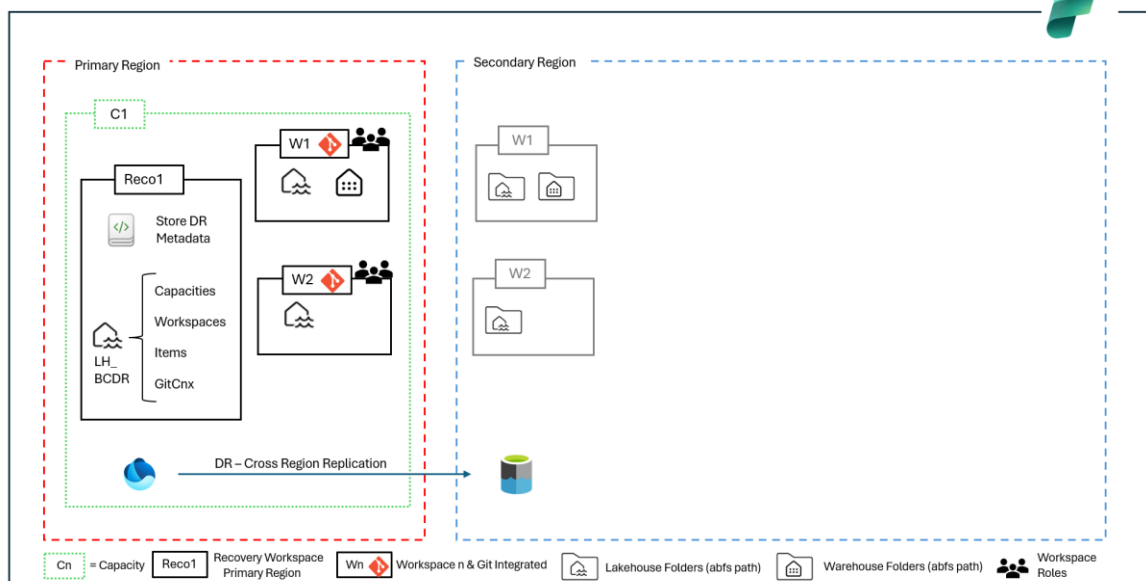 Primary Region
Secondary Region
C1
W1
W1
Reco1
Store DR
Metadata
W2
W2
Capacities
Workspaces
Items
GitCnx
LH_
BCDR
DR – Cross Region Replication
Cn
= Capacity
Reco1
Recovery Workspace
Primary Region
Wn
Workspace n & Git Integrated
Lakehouse Folders (abfs path)
Warehouse Folders (abfs path)
Workspace
Roles